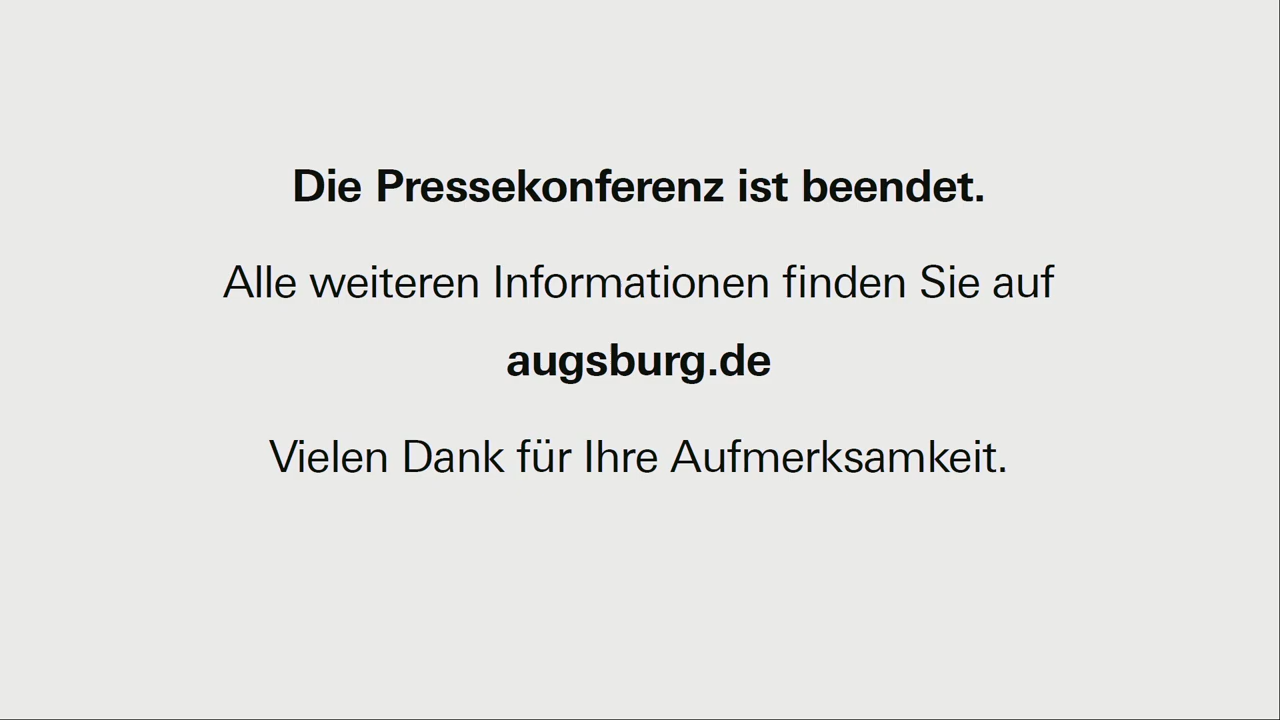 Die Pressekonferenz ist beendet.
Alle weiteren Informationen finden Sie auf
augsburg.de
Vielen Dank für Ihre Aufmerksamkeit.